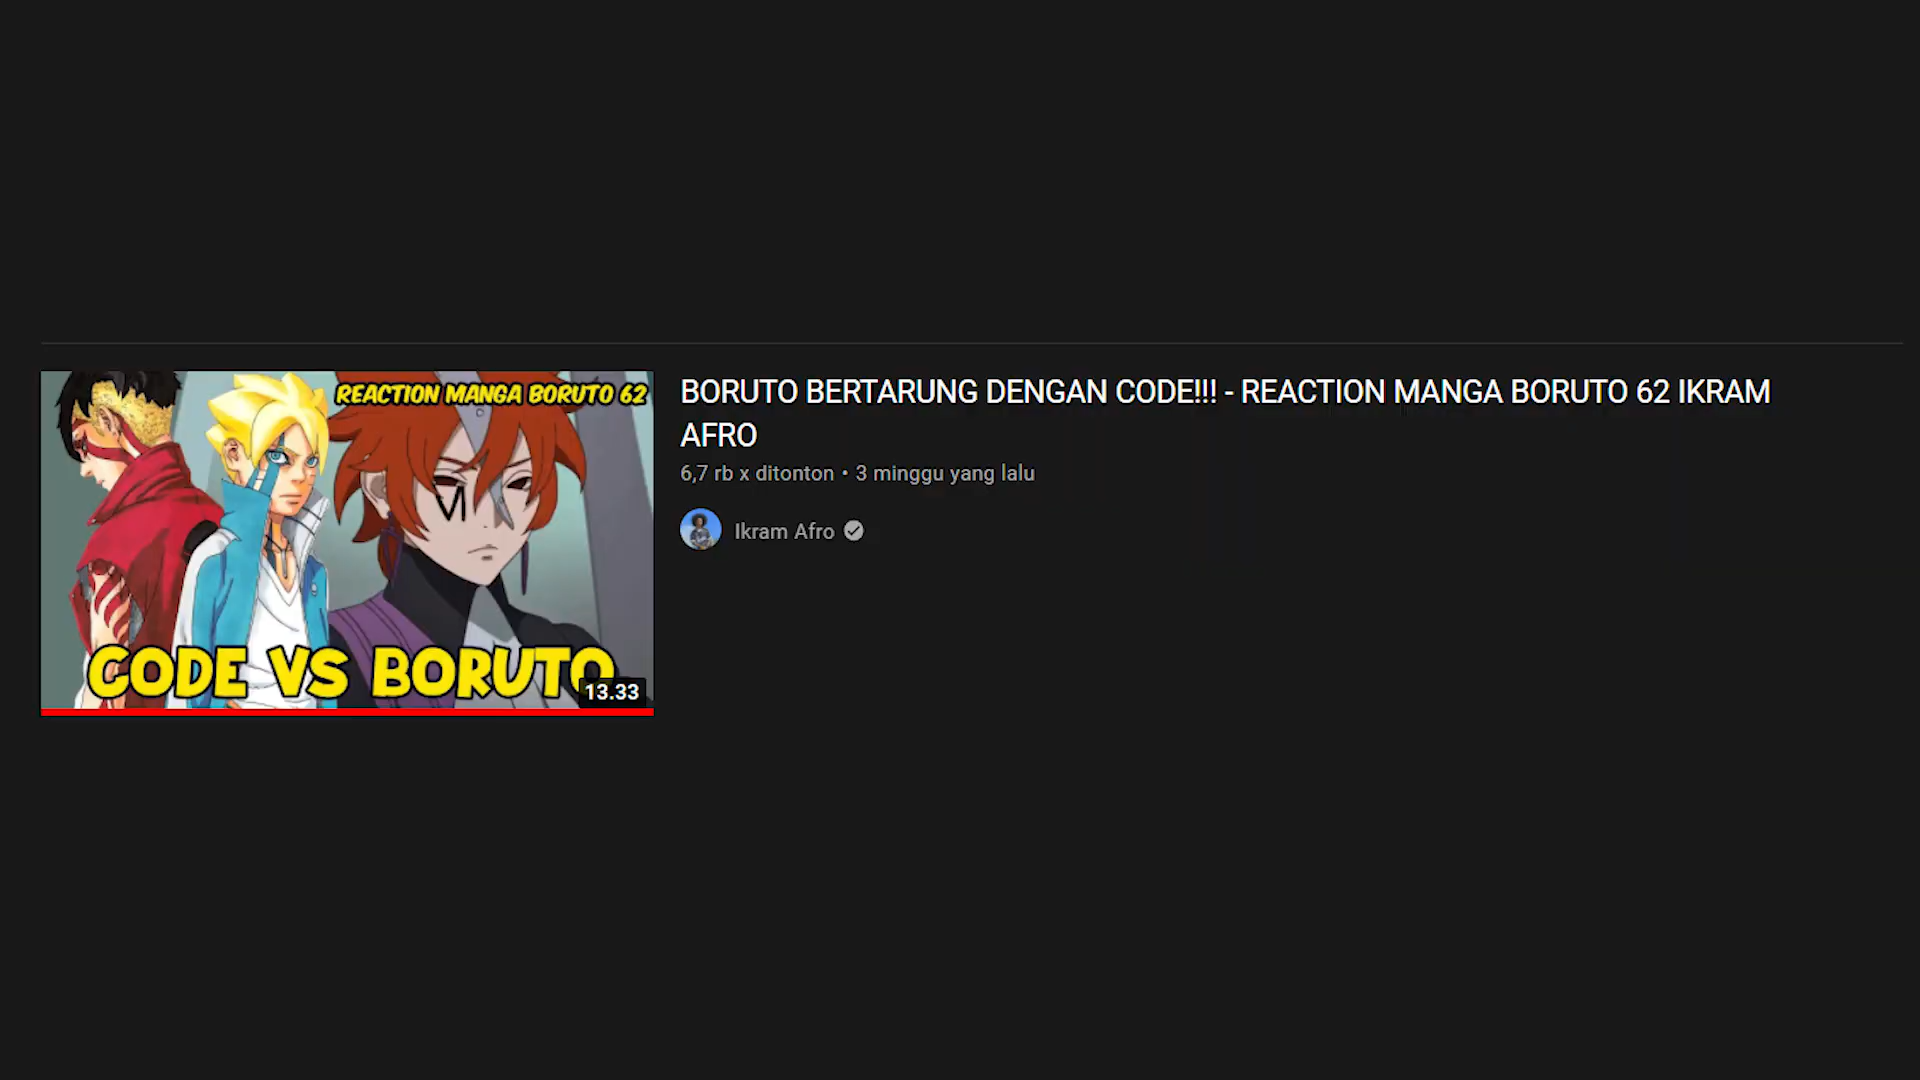 REACTION MANGA BORUTO 62
VI
CODE VS BORUTO
13.33
BORUTO BERTARUNG DENGAN CODE!!! - REACTION MANGA BORUTO 62 IKRAM
AFRO
6,7 rb x ditonton • 3 minggu yang lalu
Ikram Afro